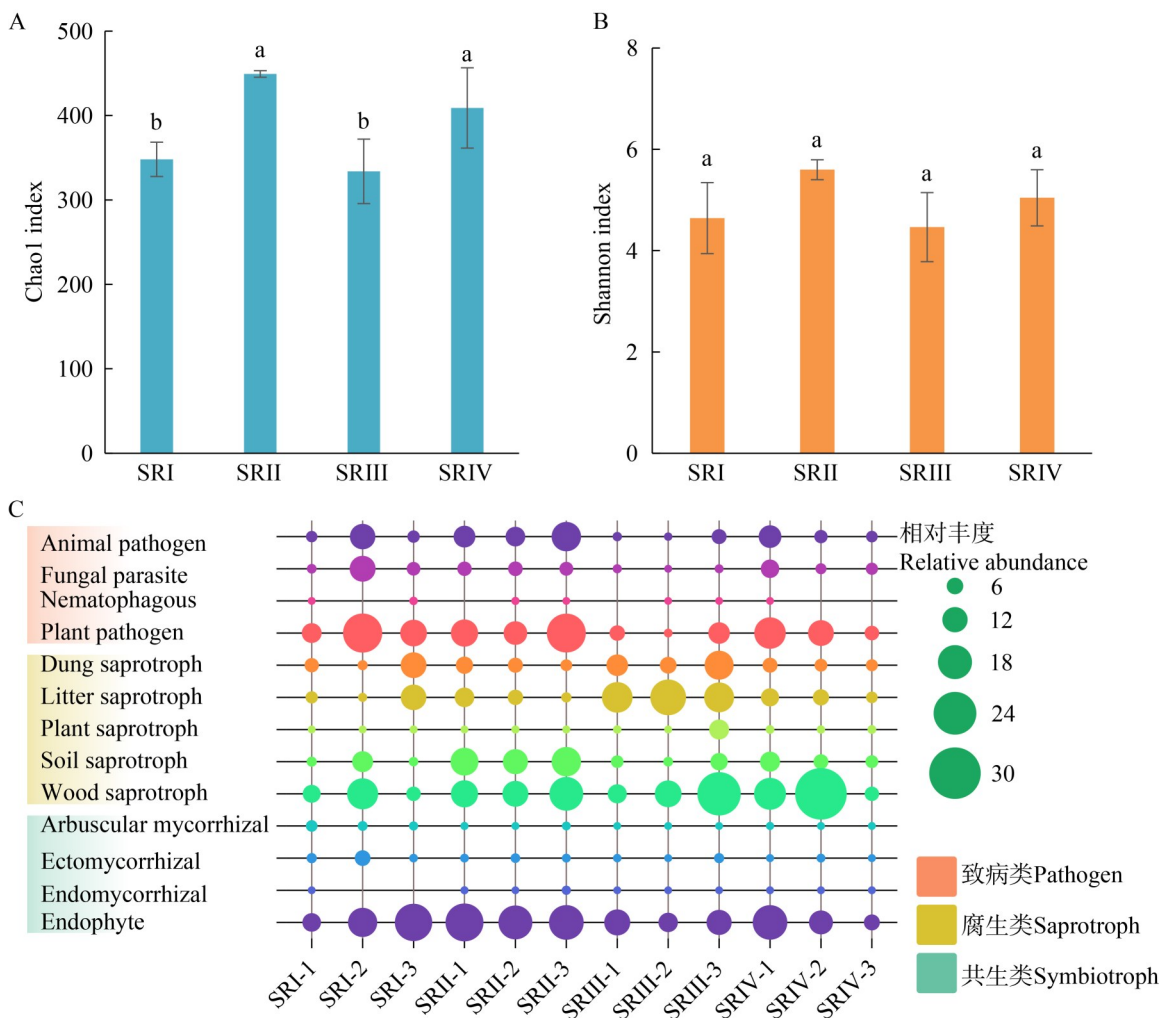 A
500
400
300
200
100
0
Chao1 index
b
a
b
a
SRI
SRII
SRIII
SRIV
B
8
6
4
2
0
Shannon index
a
a
a
a
SRI
SRII
SRIII
SRIV
C
Animal pathogen
Fungal parasite
Nematophagous
Plant pathogen
Dung saprotroph
Litter saprotroph
Plant saprotroph
Soil saprotroph
Wood saprotroph
Arbuscular mycorrhizal
Ectomycorrhizal
Endomycorrhizal
Endophyte
SRI-1
SRI-2
SRI-3
SRII-1
SRII-2
SRII-3
SRIII-1
SRIII-2
SRIII-3
SRIV-1
SRIV-2
SRIV-3
相对丰度
Relative abundance
6
12
18
24
30
致病类Pathogen
腐生类Saprotroph
共生类Symbiotroph